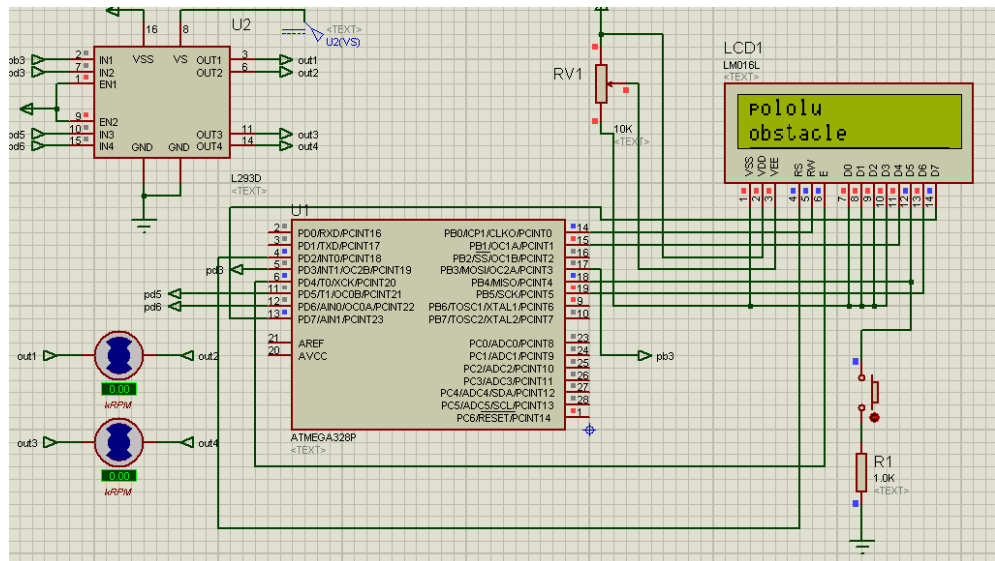 U2
<TEXT>
U2(VS)
16
8
pb3
2
IN1
VSS
VS
OUT1
3
out1
pd3
7
IN2
OUT2
6
out2
1
EN1
9
EN2
pd5
10
IN3
OUT3
11
out3
pd6
15
IN4
GND
GND
OUT4
14
out4
L293D
<TEXT>
RV1
10K
<TEXT>
LCD1
LM016L
<TEXT>
pololu
obstacle
VSS
VDD
VEE
RS
RW
E
D0
D1
D2
D3
D4
D5
D6
D7
1
2
3
4
5
6
7
8
9
10
11
12
13
14
U1
2
PD0/RXD/PCINT16
PB0/ICP1/CLKO/PCINT0
14
3
PD1/TXD/PCINT17
PB1/OC1A/PCINT1
15
4
PD2/INT0/PCINT18
PB2/SS/OC1B/PCINT2
16
pd3
5
PD3/INT1/OC2B/PCINT19
PB3/MOSI/OC2A/PCINT3
17
6
PD4/T0/XCK/PCINT20
PB4/MISO/PCINT4
18
pd5
11
PD5/T1/OC0B/PCINT21
PB5/SCK/PCINT5
19
pd6
12
PD6/AIN0/OC0A/PCINT22
PB6/TOSC1/XTAL1/PCINT6
9
13
PD7/AIN1/PCINT23
PB7/TOSC2/XTAL2/PCINT7
10
21
AREF
PC0/ADC0/PCINT8
23
20
AVCC
PC1/ADC1/PCINT9
24
pb3
PC2/ADC2/PCINT10
25
PC3/ADC3/PCINT11
26
PC4/ADC4/SDA/PCINT12
27
PC5/ADC5/SCL/PCINT13
28
PC6/RESET/PCINT14
1
ATMEGA328P
<TEXT>
out1
out2
0.00
kRPM
out3
out4
0.00
kRPM
R1
1.0K
<TEXT>